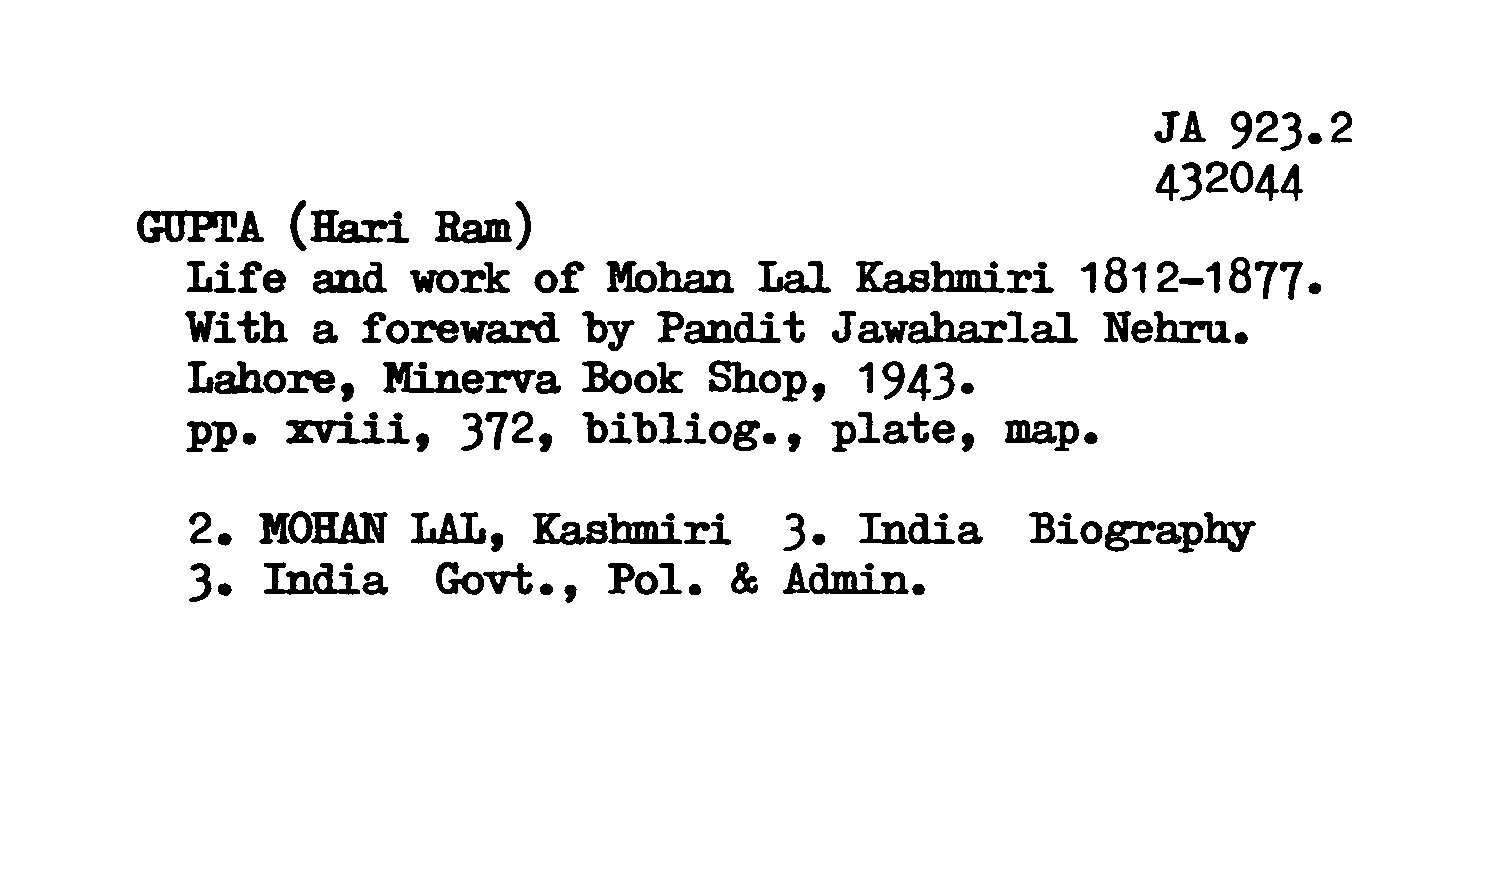 JA 923.2
432044
GUPTA (Hari Ram)
Life and work of Mohan Lal Kashmiri 1812-1877.
With a foreward by Pandit Jawaharlal Nehru.
Lahore, Minerva Book Shop, 1943.
pp. xviii, 372, bibliog., plate, map.
2. MOHAN LAL, Kashmiri 3. India Biography
3. India Govt., Pol. & Admin.